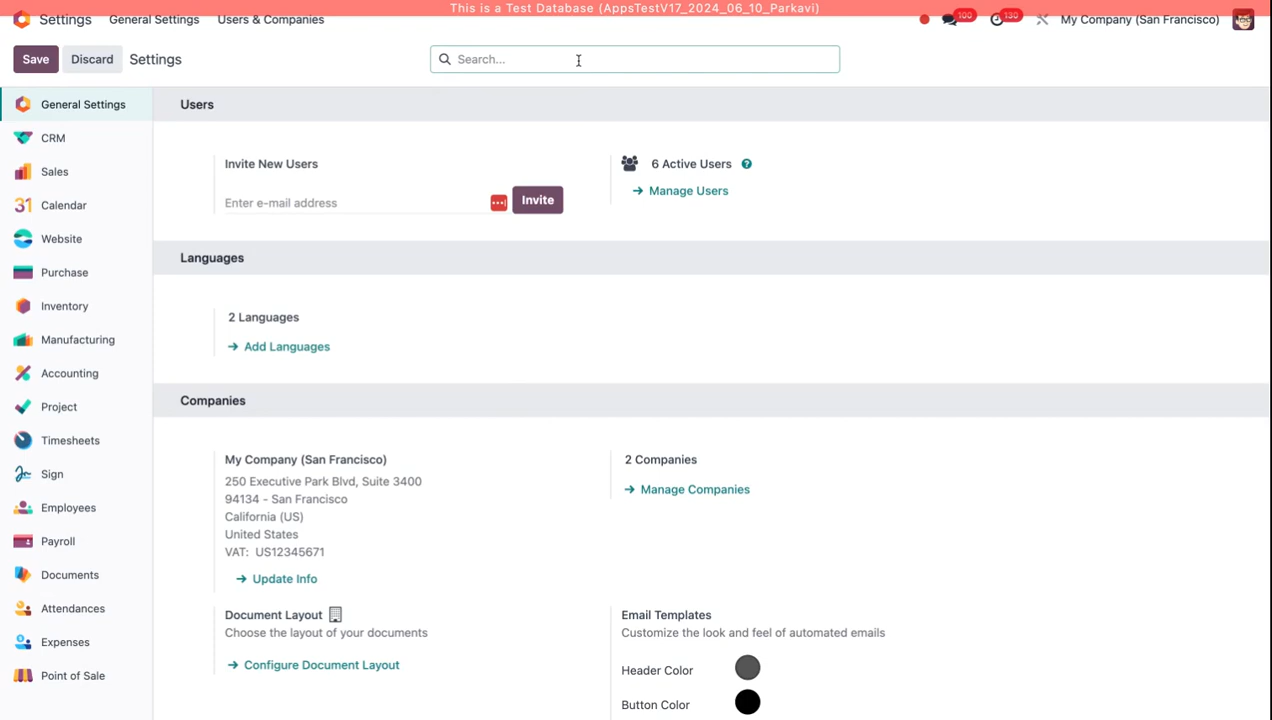 This is a Test Database (AppsTestV17_2024_06_10_Parkavi)
Settings General Settings Users & Companies 100 130 My Company (San Francisco)
Save Discard Settings Search...
General Settings
CRM
Sales
31 Calendar
Website
Purchase
Inventory
Manufacturing
Accounting
Project
Timesheets
Sign
Employees
Payroll
Documents
Attendances
Expenses
Point of Sale
Users
Invite New Users
Enter e-mail address Invite
6 Active Users ?
→ Manage Users
Languages
2 Languages
→ Add Languages
Companies
My Company (San Francisco)
250 Executive Park Blvd, Suite 3400
94134 - San Francisco
California (US)
United States
VAT: US12345671
→ Update Info
2 Companies
→ Manage Companies
Document Layout
Choose the layout of your documents
→ Configure Document Layout
Email Templates
Customize the look and feel of automated emails
Header Color
Button Color